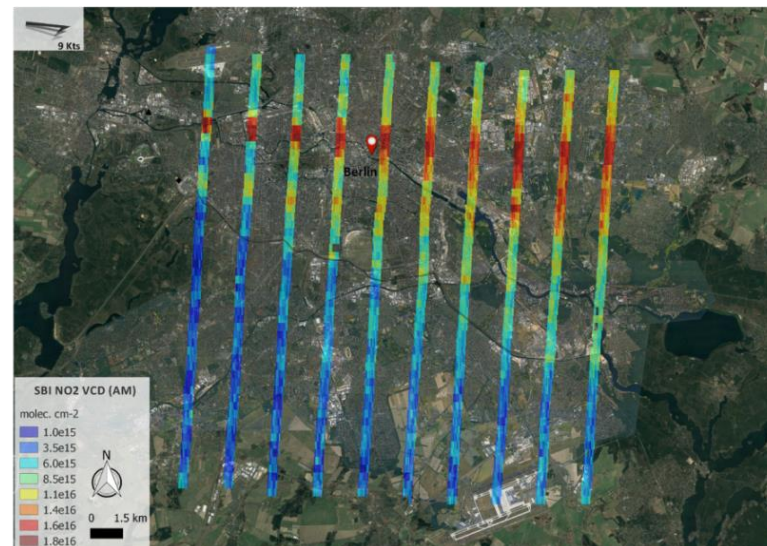 9 Kts
Berlin
SBI NO2 VCD (AM)
molec. cm-2
1.0e15
3.5e15
6.0e15
8.5e15
1.1e16
1.4e16
1.6e16
1.8e16
N
0 1.5 km